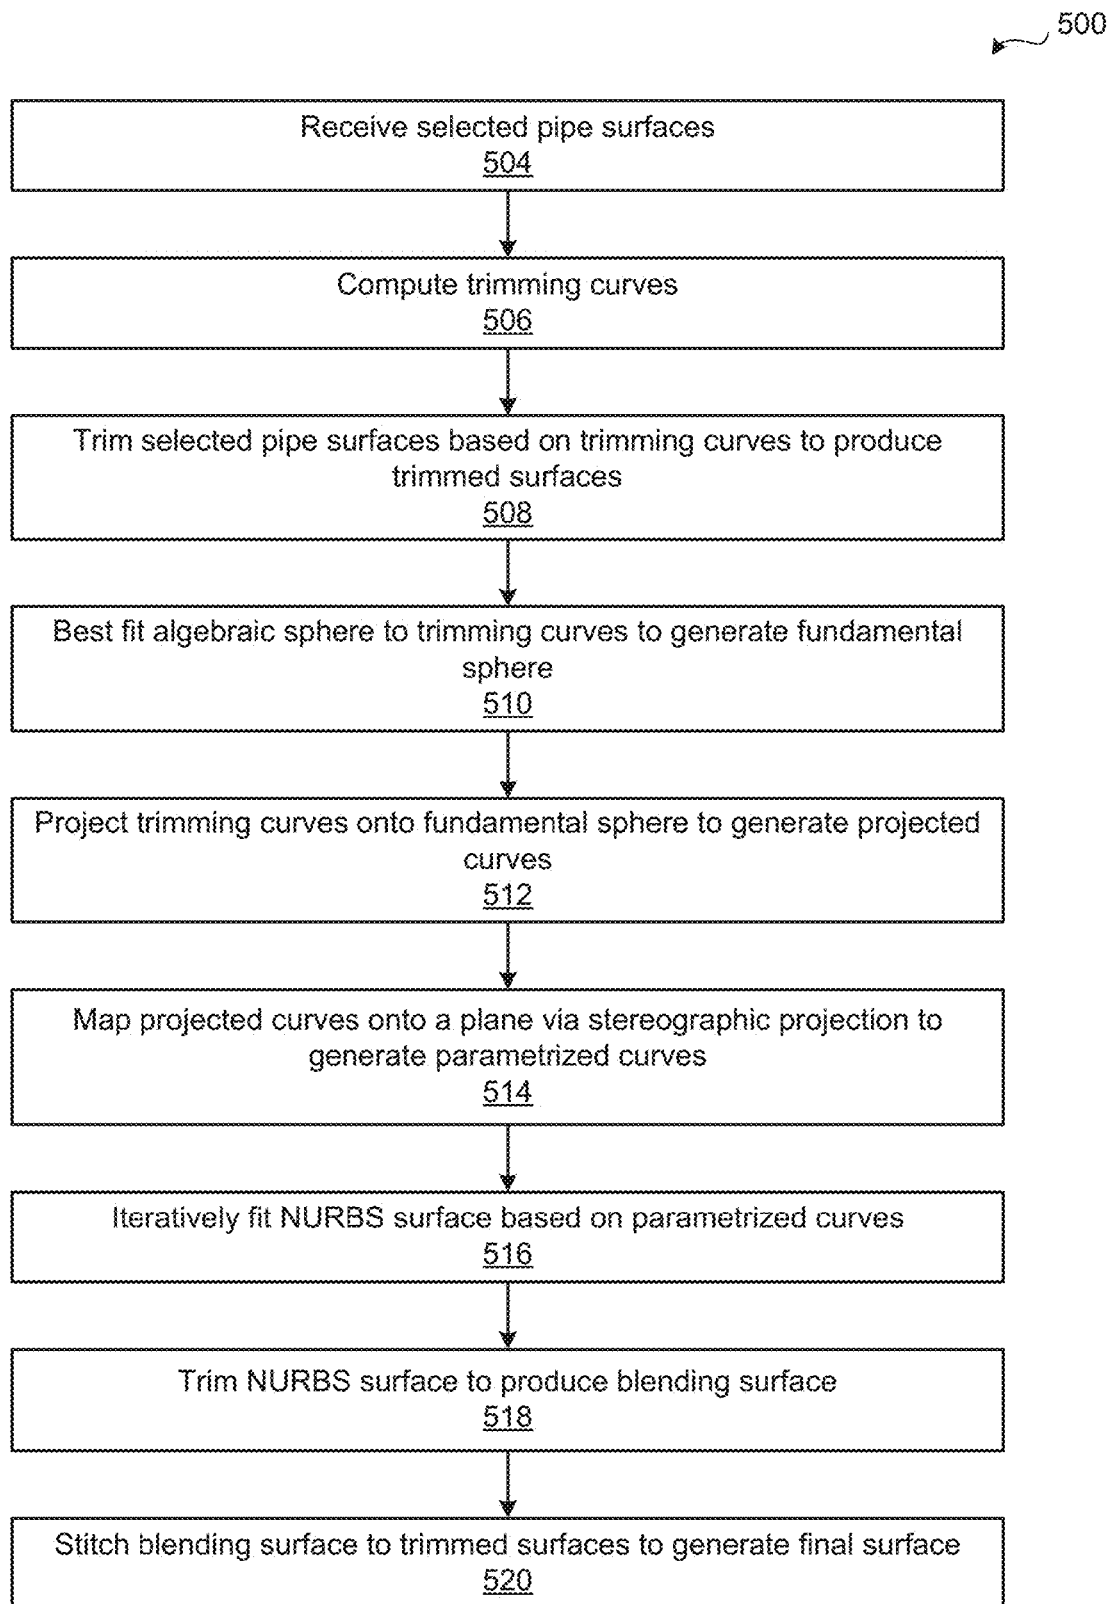 500
Receive selected pipe surfaces
504
Compute trimming curves
506
Trim selected pipe surfaces based on trimming curves to produce
trimmed surfaces
508
Best fit algebraic sphere to trimming curves to generate fundamental
sphere
510
Project trimming curves onto fundamental sphere to generate projected
curves
512
Map projected curves onto a plane via stereographic projection to
generate parametrized curves
514
Iteratively fit NURBS surface based on parametrized curves
516
Trim NURBS surface to produce blending surface
518
Stitch blending surface to trimmed surfaces to generate final surface
520